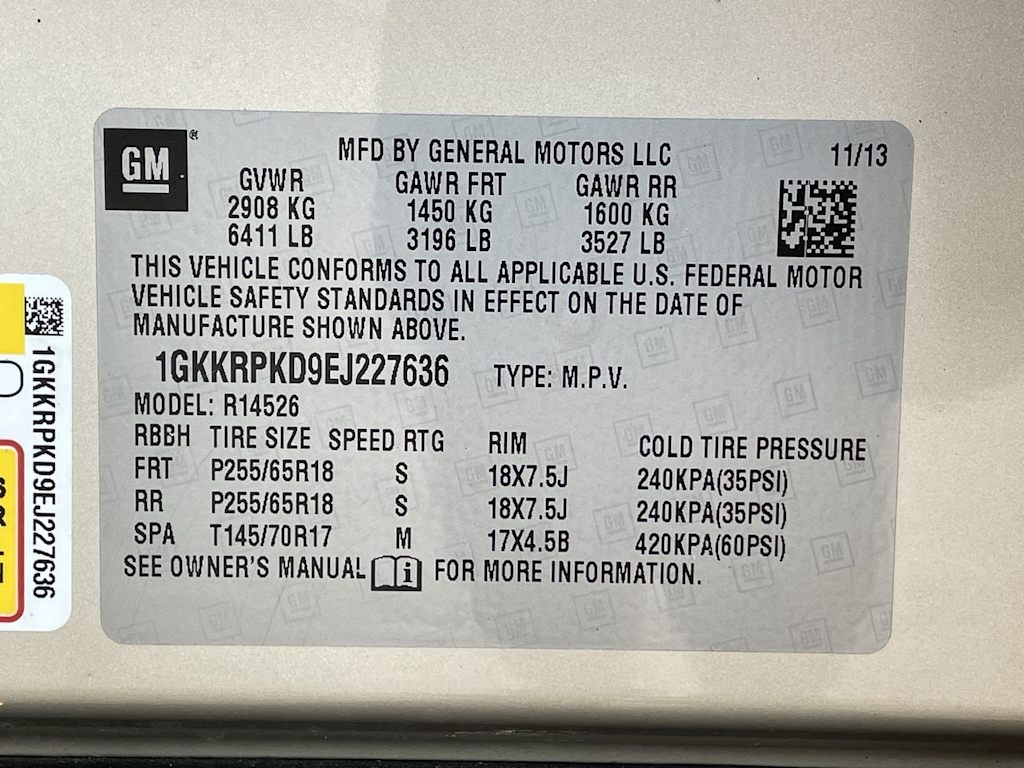 GM ®
MFD BY GENERAL MOTORS LLC 11/13
GVWR GAWR FRT GAWR RR
2908 KG 1450 KG 1600 KG
6411 LB 3196 LB 3527 LB
THIS VEHICLE CONFORMS TO ALL APPLICABLE U.S. FEDERAL MOTOR
VEHICLE SAFETY STANDARDS IN EFFECT ON THE DATE OF
MANUFACTURE SHOWN ABOVE.
1GKKRPKD9EJ227636 TYPE: M.P.V.
MODEL: R14526
RBBH TIRE SIZE SPEED RTG RIM COLD TIRE PRESSURE
FRT P255/65R18 S 18X7.5J 240KPA(35PSI)
RR P255/65R18 S 18X7.5J 240KPA(35PSI)
SPA T145/70R17 M 17X4.5B 420KPA(60PSI)
SEE OWNER'S MANUAL FOR MORE INFORMATION.
1GKKRPKD9EJ227636